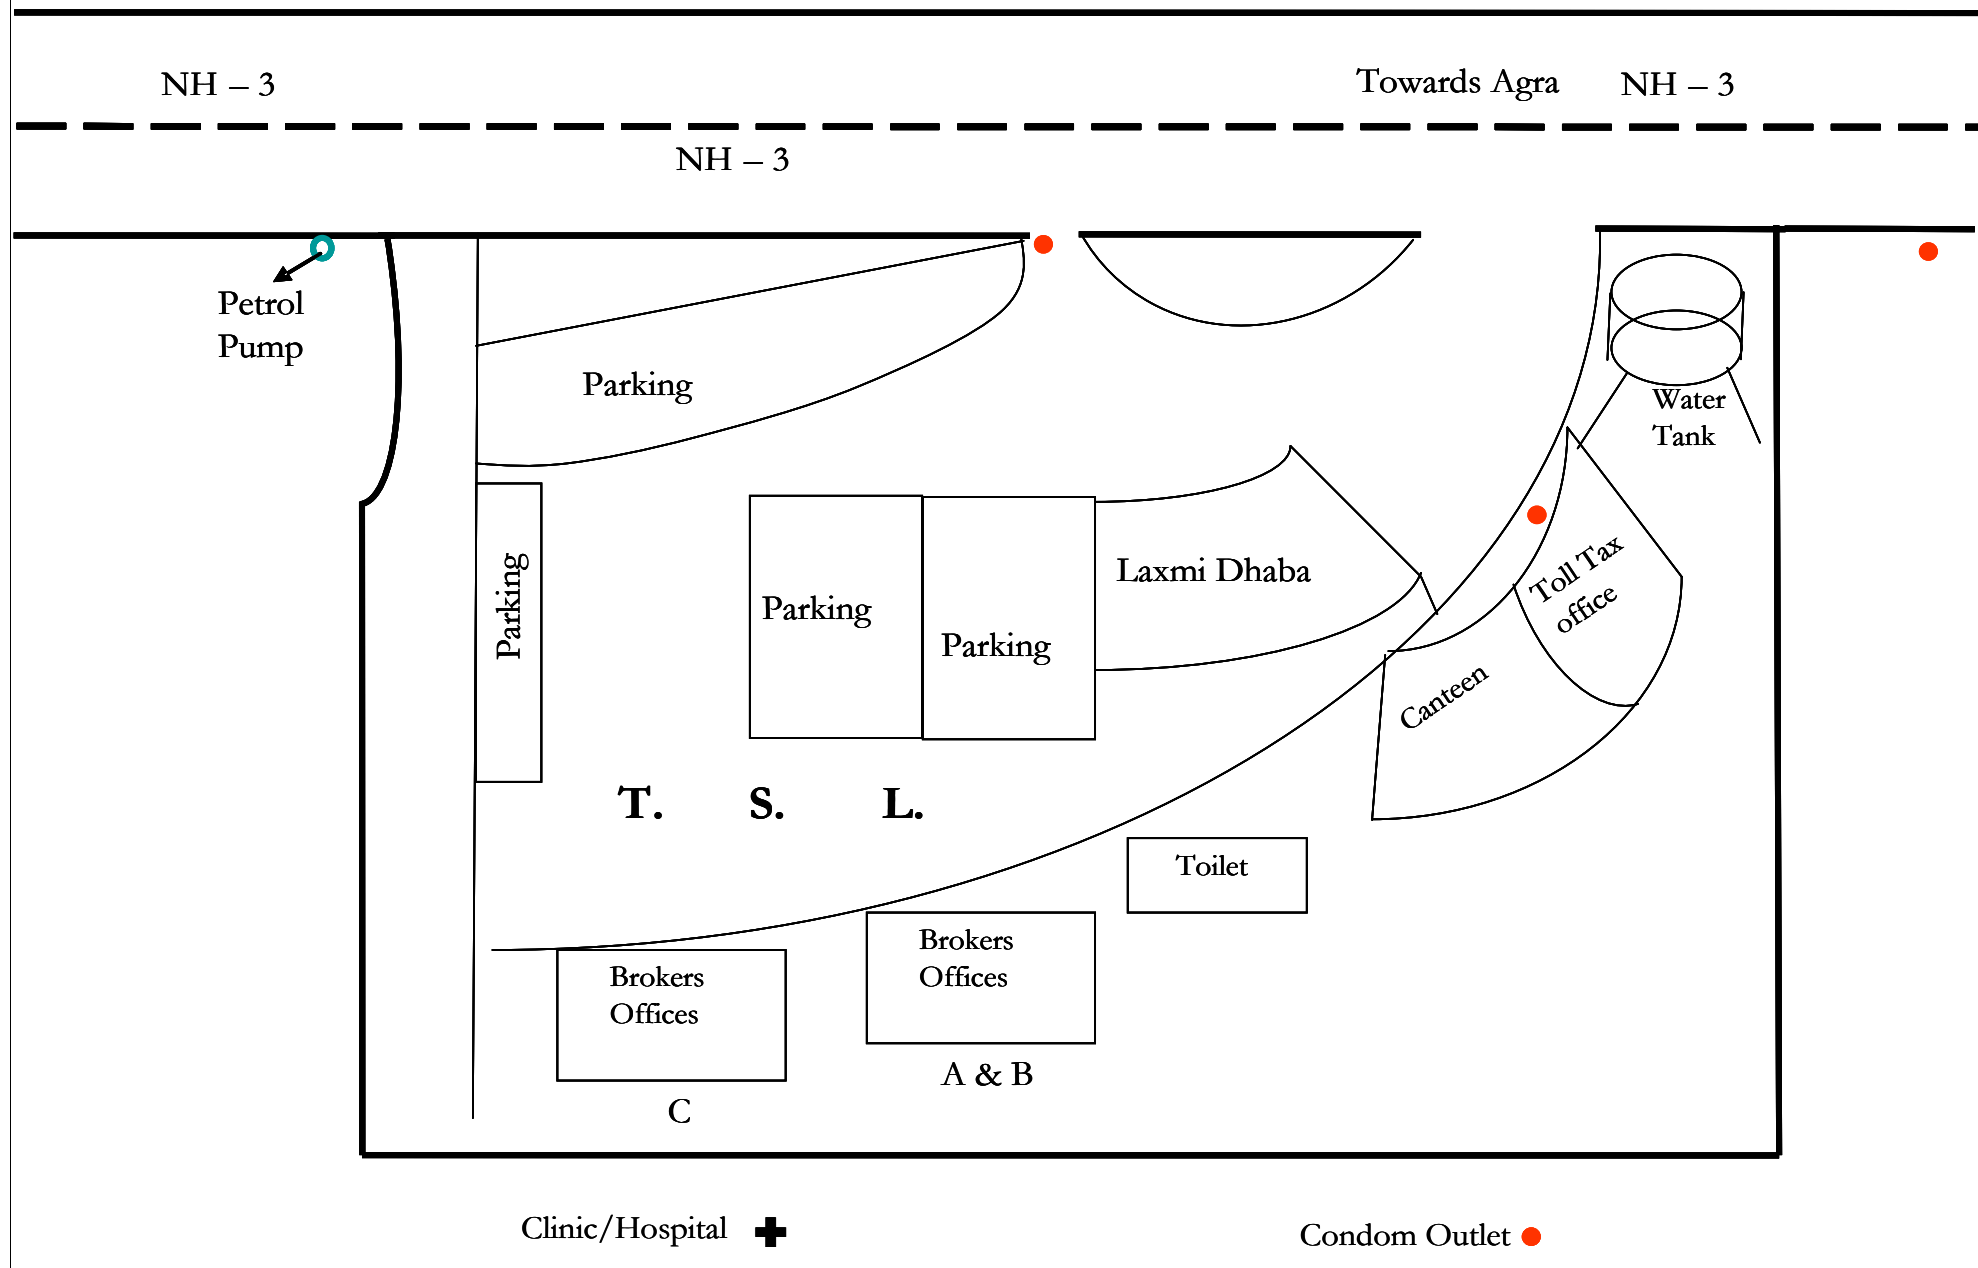 NH – 3
Towards Agra
NH – 3
NH – 3
Petrol
Pump
Parking
Water
Tank
Parking
Parking
Parking
Laxmi Dhaba
Toll Tax
office
Canteen
T. S. L.
Toilet
Brokers
Offices
A & B
Brokers
Offices
C
Clinic/Hospital
Condom Outlet